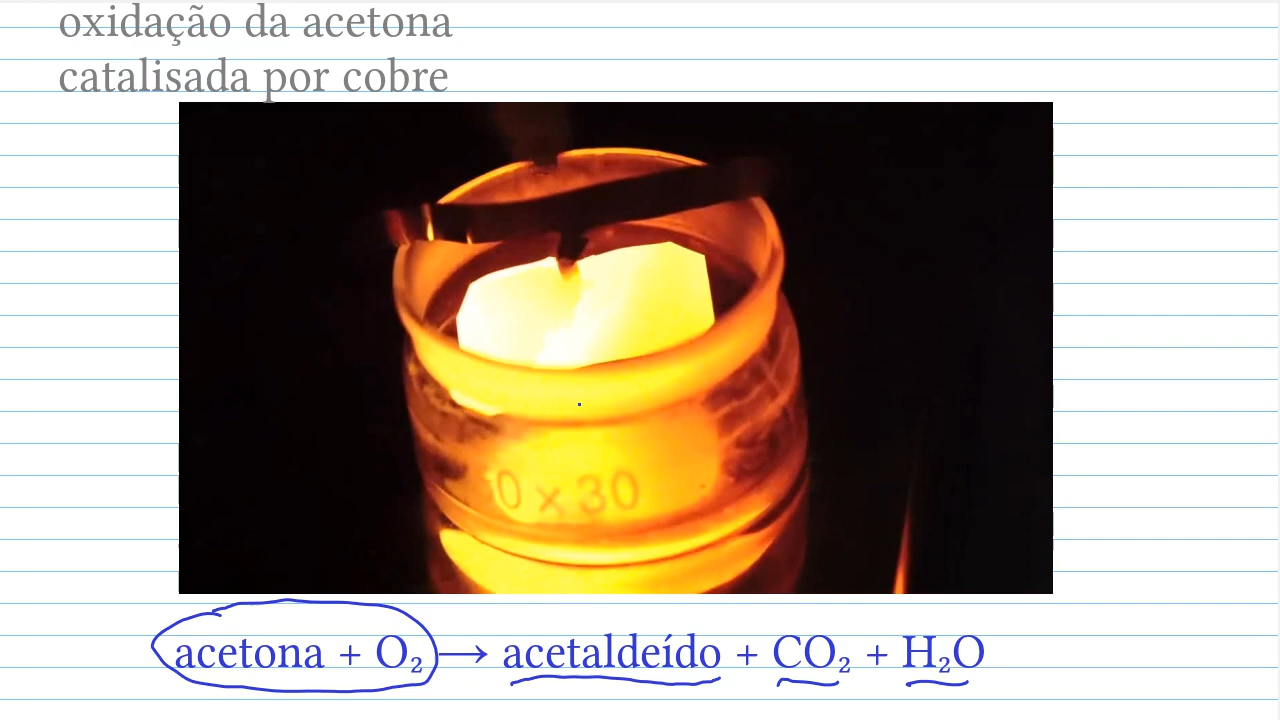 oxidação da acetona
catalisada por cobre
0 x 30
acetona + O₂ → acetaldeído + CO₂ + H₂O